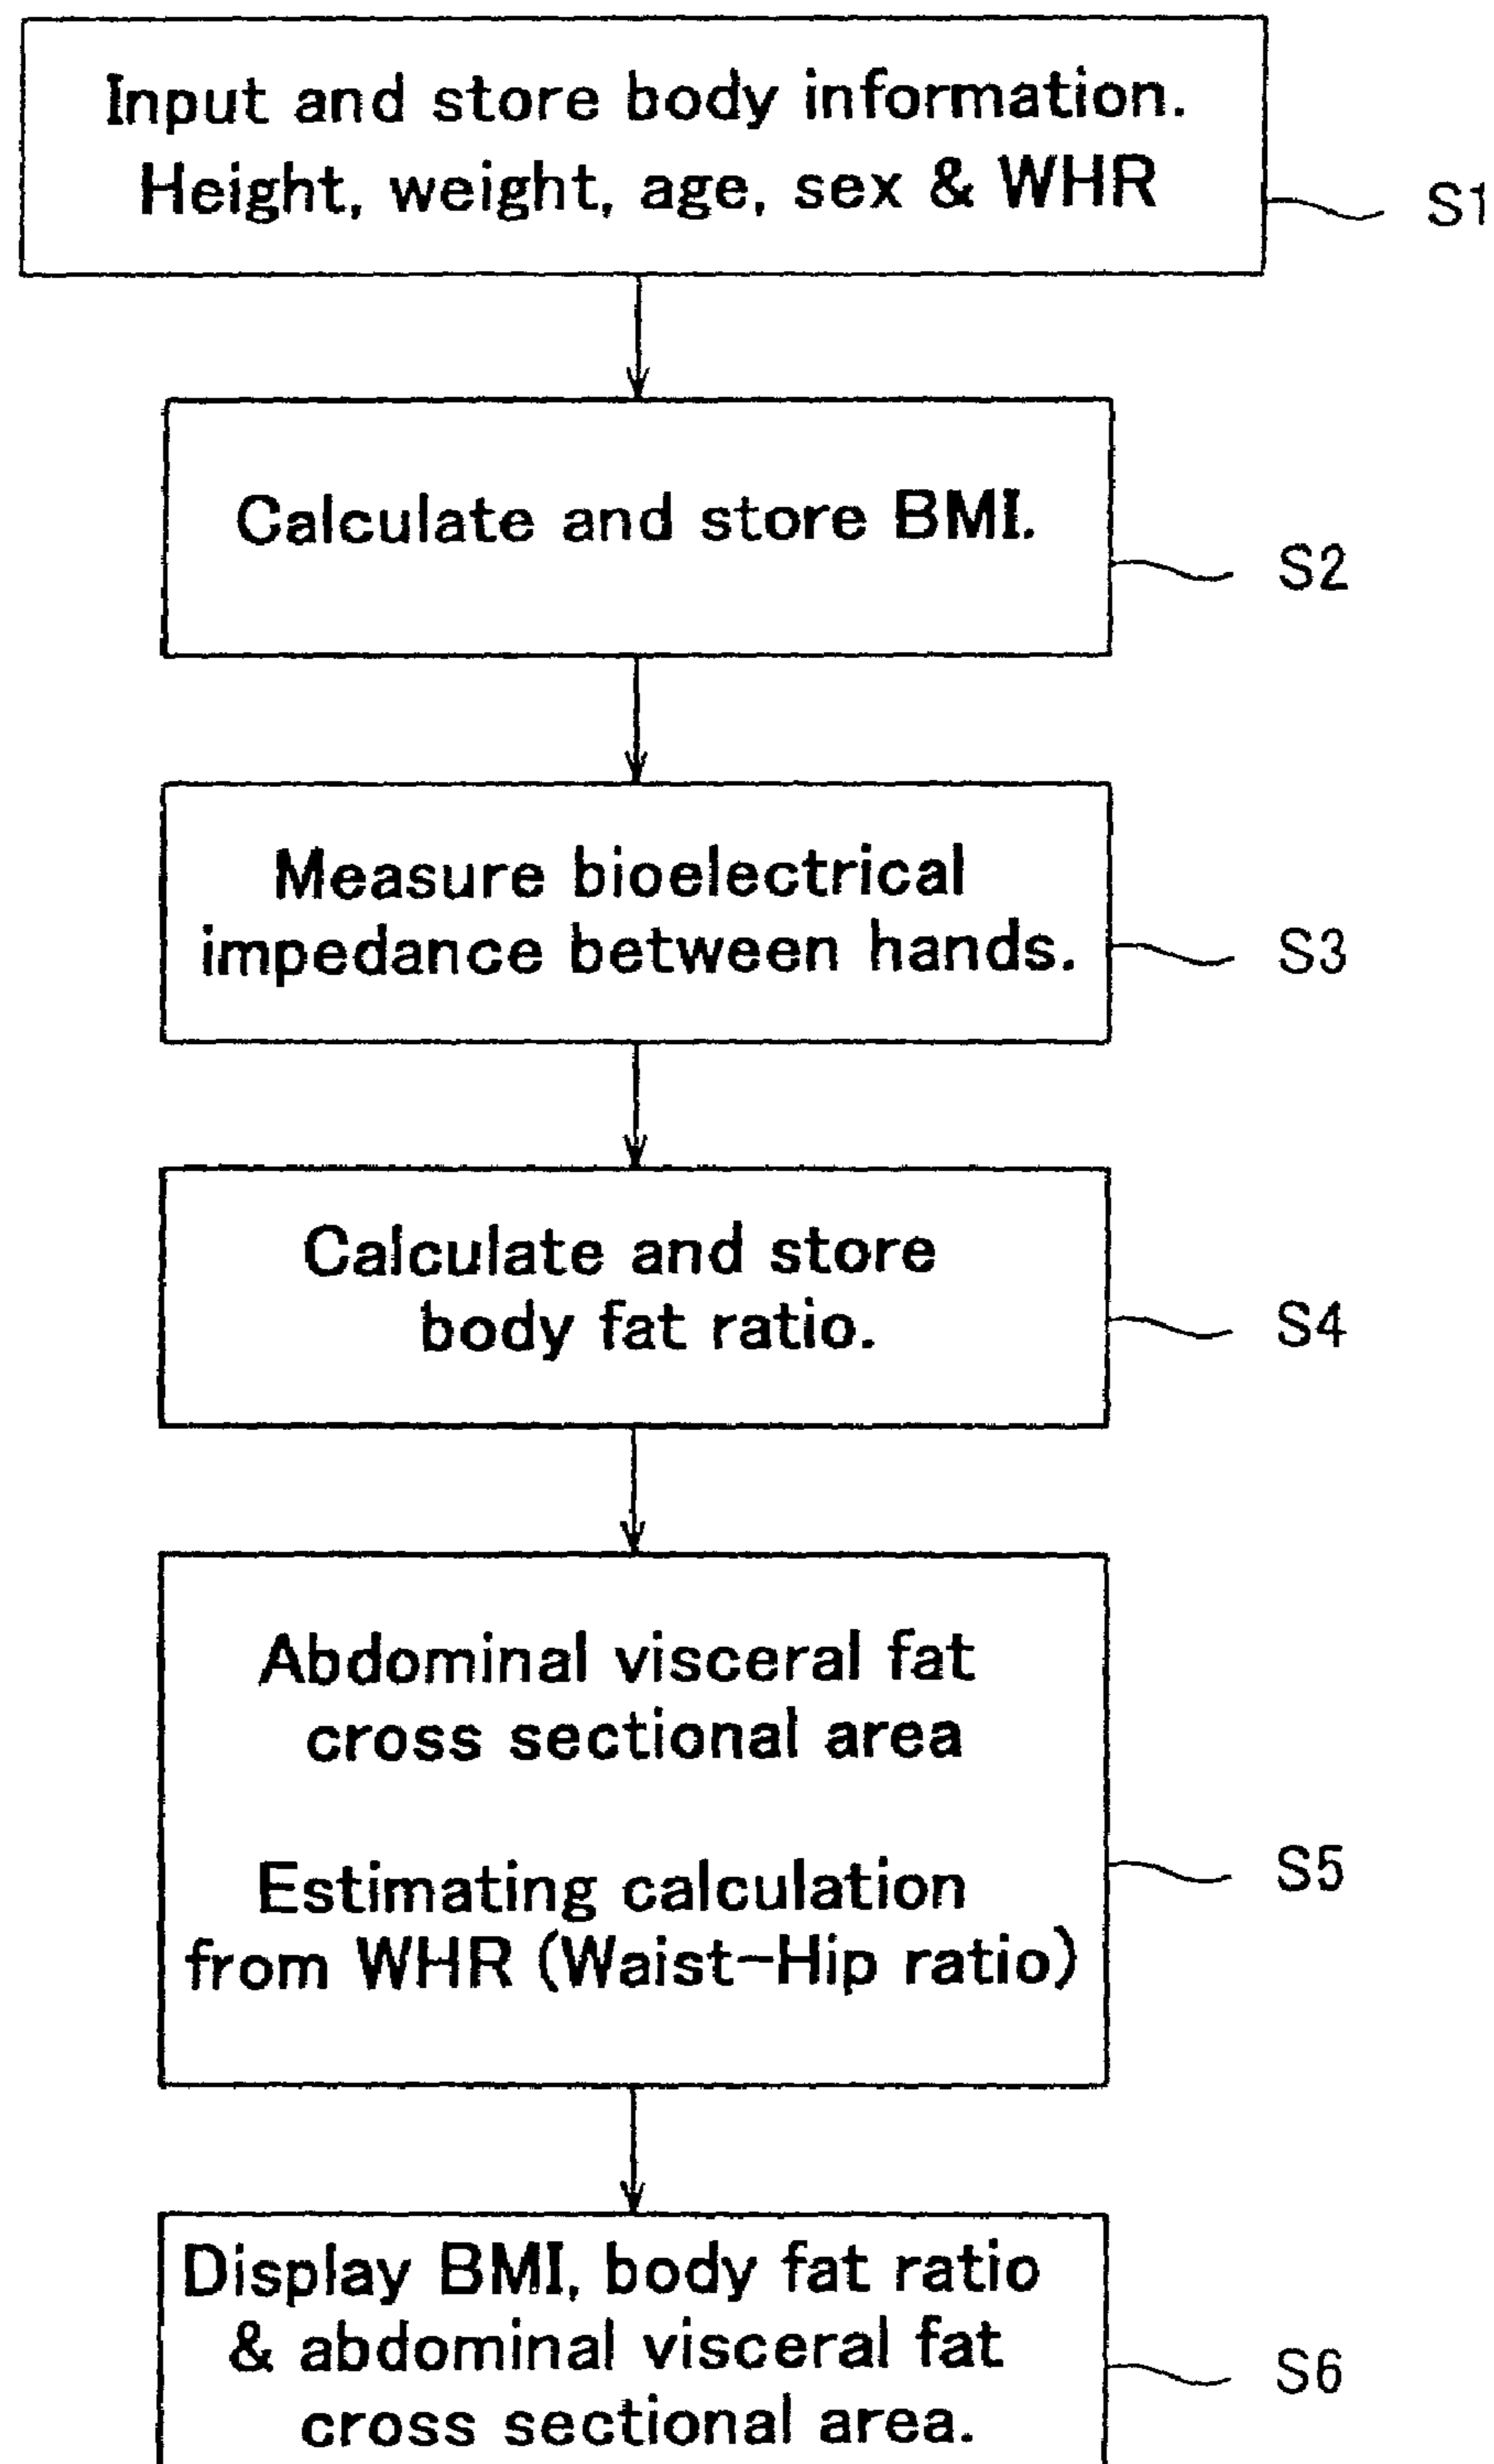 Input and store body information.
Height, weight, age, sex & WHR
S1
Calculate and store BMI.
S2
Measure bioelectrical
impedance between hands.
S3
Calculate and store
body fat ratio.
S4
Abdominal visceral fat
cross sectional area
Estimating calculation
from WHR (Waist-Hip ratio)
S5
Display BMI, body fat ratio
& abdominal visceral fat
cross sectional area.
S6